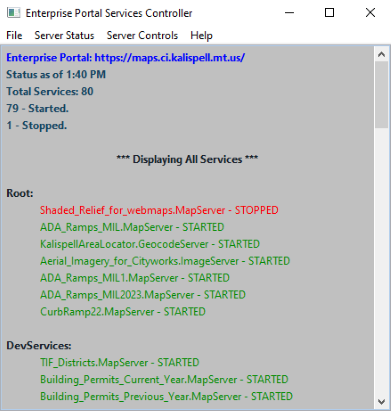 Enterprise Portal Services Controller
File Server Status Server Controls Help
Enterprise Portal: https://maps.ci.kalispell.mt.us/
Status as of 1:40 PM
Total Services: 80
79 - Started.
1 - Stopped.
*** Displaying All Services ***
Root:
Shaded_Relief_for_webmaps.MapServer - STOPPED
ADA_Ramps_MIL.MapServer - STARTED
KalispellAreaLocator.GeocodeServer - STARTED
Aerial_Imagery_for_Cityworks.ImageServer - STARTED
ADA_Ramps_MIL1.MapServer - STARTED
ADA_Ramps_MIL2023.MapServer - STARTED
CurbRamp22.MapServer - STARTED
DevServices:
TIF_Districts.MapServer - STARTED
Building_Permits_Current_Year.MapServer - STARTED
Building_Permits_Previous_Year.MapServer - STARTED